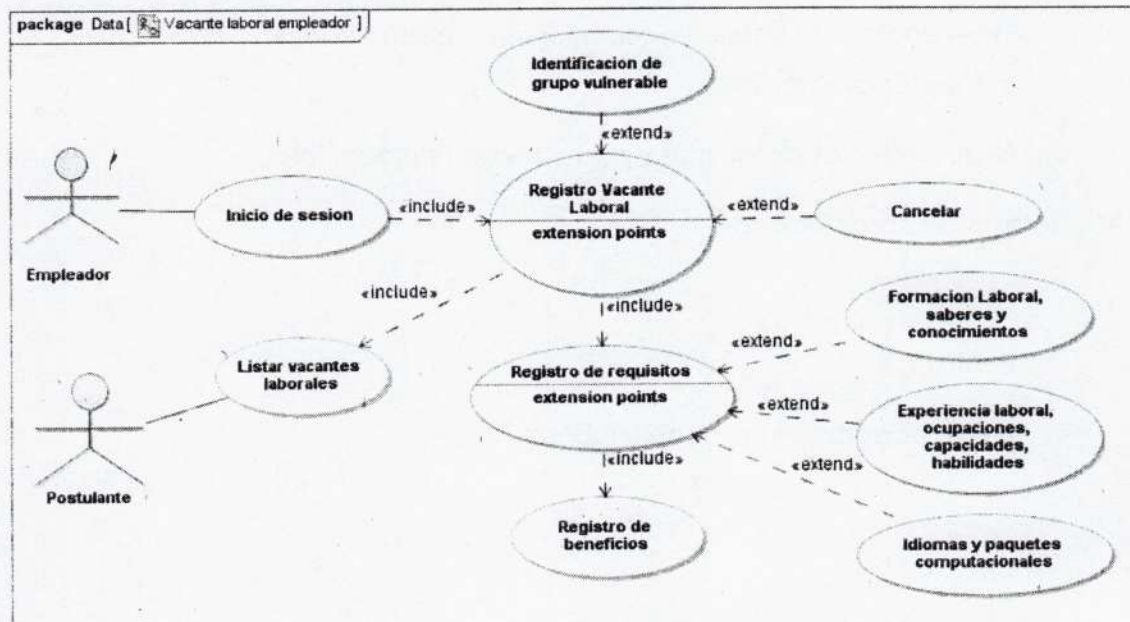 package Data[ Vacante laboral empleador ]
Identificacion de
grupo vulnerable
«extend»
Registro Vacante
Laboral
extension points
«include»
Inicio de sesion
«extend»
Cancelar
Empleador
«include»
«include»
Formacion Laboral,
saberes y
conocimientos
«extend»
Listar vacantes
laborales
Registro de requisitos
extension points
«extend»
Experiencia laboral,
ocupaciones,
capacidades,
habilidades
«include»
«extend»
Postulante
Registro de
beneficios
Idiomas y paquetes
computacionales